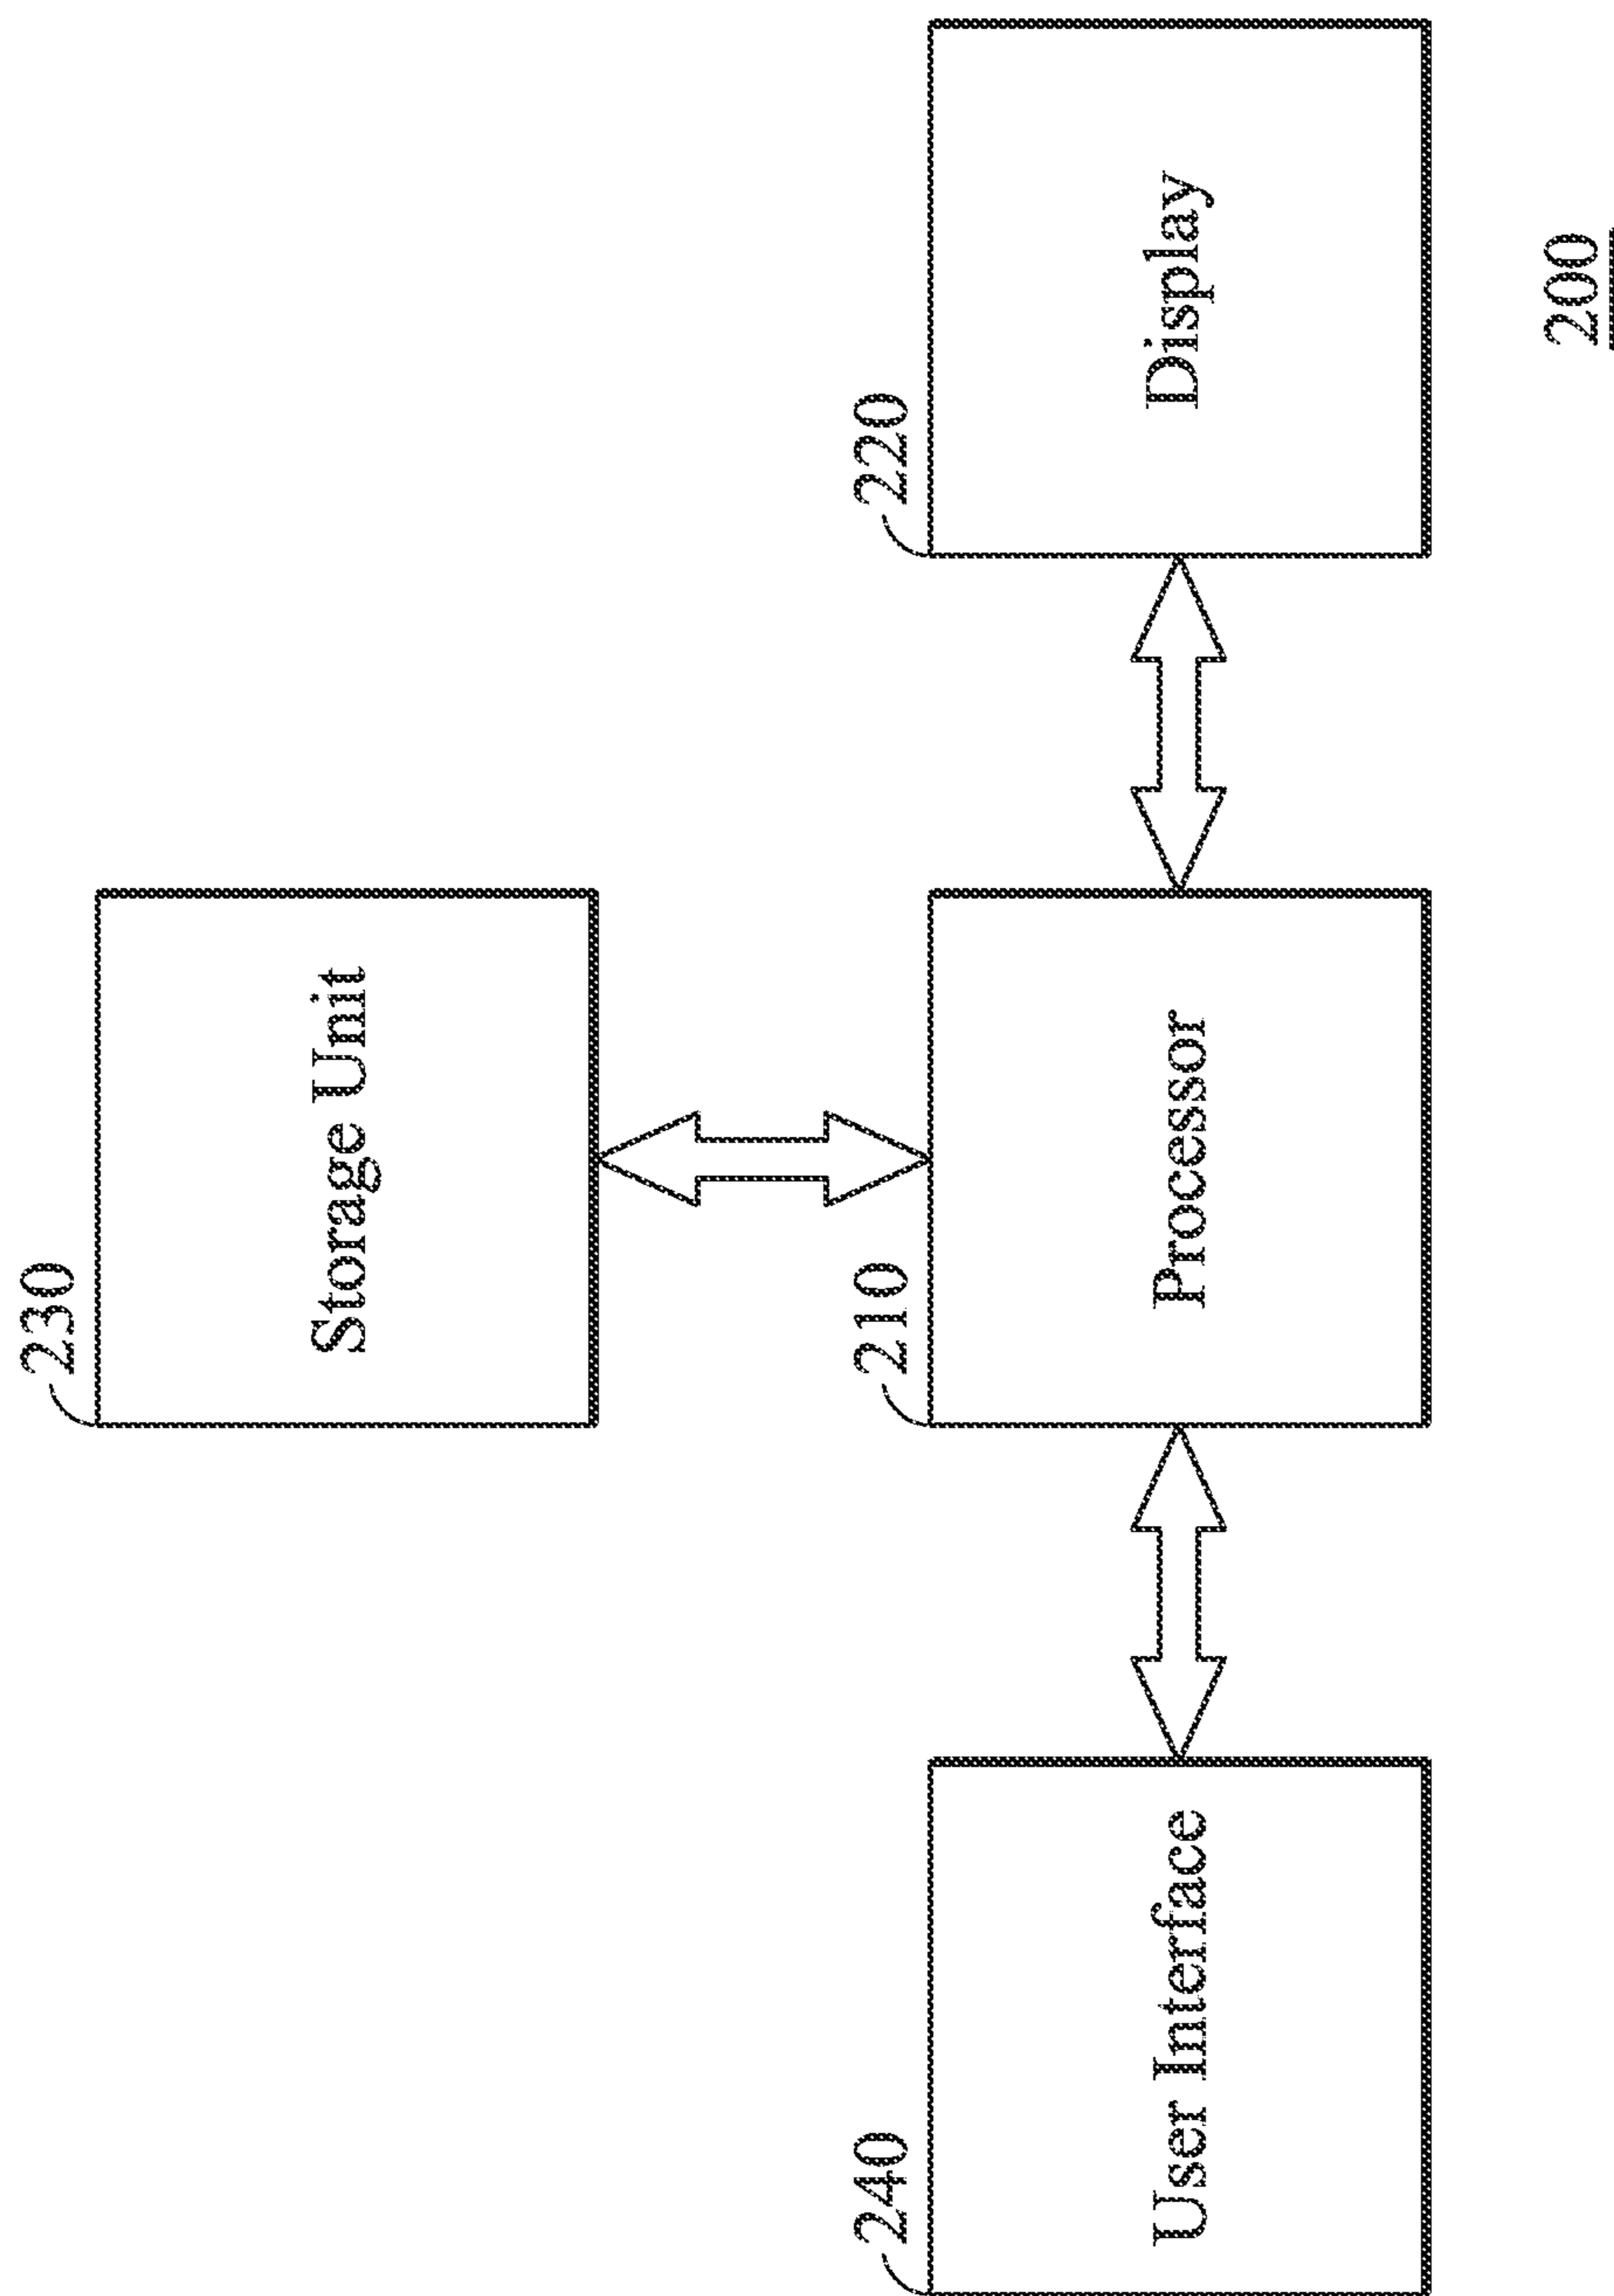 230
Storage Unit
240
User Interface
210
Processor
220
Display
200